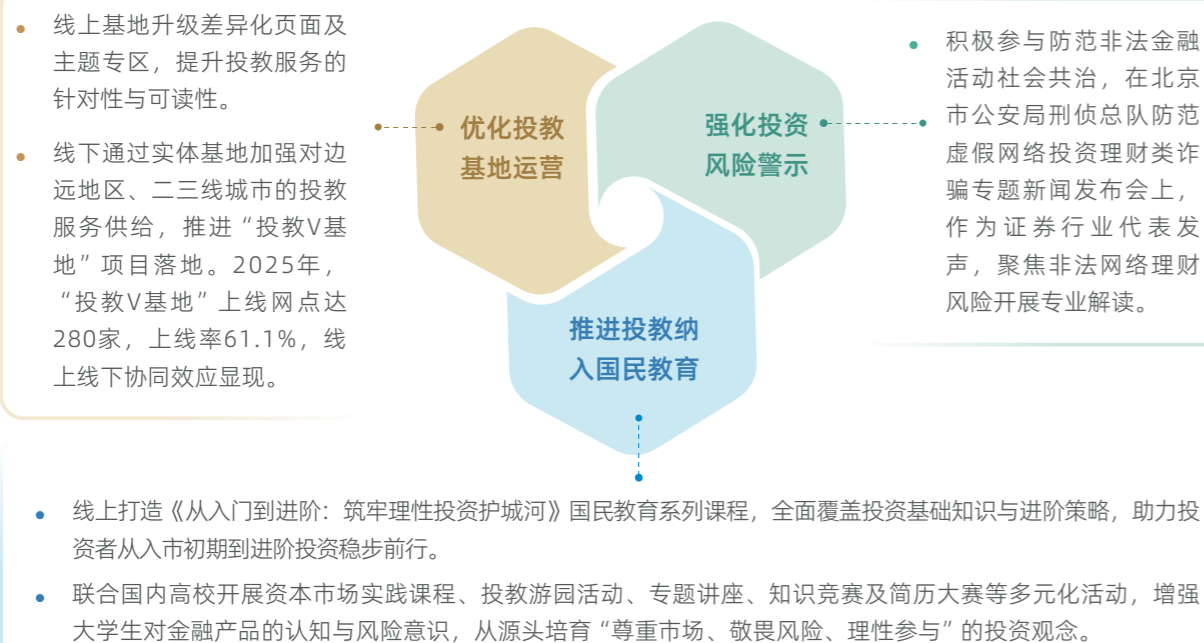 线上基地升级差异化页面及
主题专区，提升投教服务的
针对性与可读性。
线下通过实体基地加强对边
远地区、二三线城市的投教
服务供给，推进“投教V基
地”项目落地。2025年，
“投教V基地”上线网点达
280家，上线率61.1%，线
上线下协同效应显现。
优化投教
基地运营
强化投资
风险警示
积极参与防范非法金融
活动社会共治，在北京
市公安局刑侦总队防范
虚假网络投资理财类诈
骗专题新闻发布会上，
作为证券行业代表发
声，聚焦非法网络理财
风险开展专业解读。
推进投教纳
入国民教育
线上打造《从入门到进阶：筑牢理性投资护城河》国民教育系列课程，全面覆盖投资基础知识与进阶策略，助力投
资者从入市初期到进阶投资稳步前行。
联合国内高校开展资本市场实践课程、投教游园活动、专题讲座、知识竞赛及简历大赛等多元化活动，增强
大学生对金融产品的认知与风险意识，从源头培育“尊重市场、敬畏风险、理性参与”的投资观念。